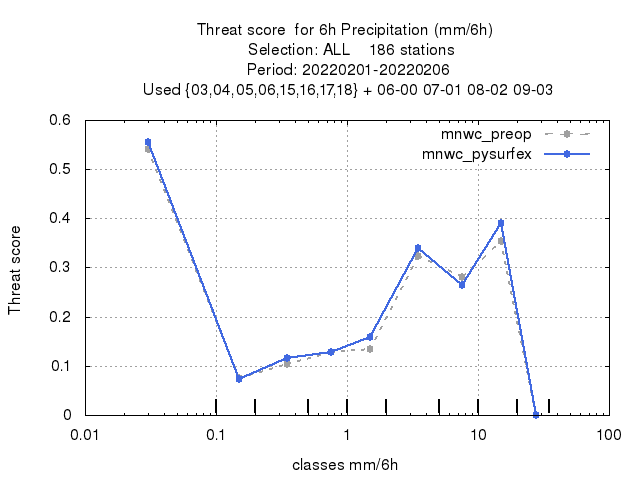 Threat score  for 6h Precipitation (mm/6h)
Selection: ALL    186 stations
Period: 20220201-20220206
Used {03,04,05,06,15,16,17,18} + 06-00 07-01 08-02 09-03
mnwc_preop
mnwc_pysurfex
Threat score
0.6
0.5
0.4
0.3
0.2
0.1
0
0.01 0.1 1 10 100
classes mm/6h